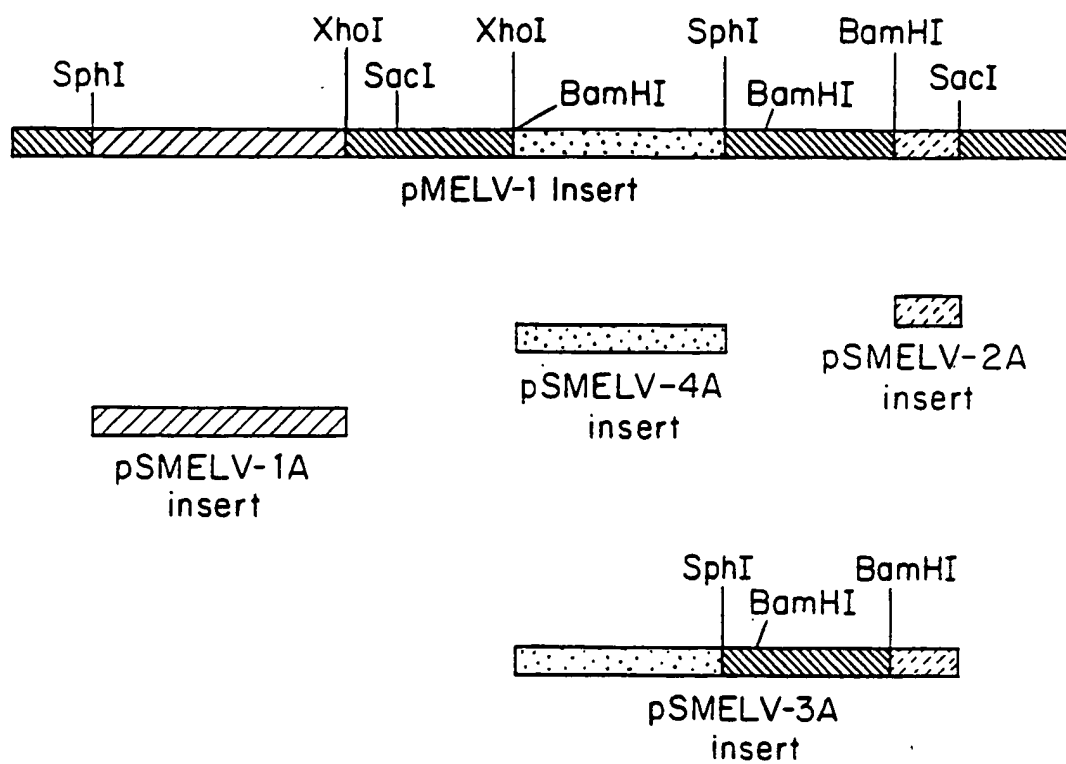 XhoI XhoI SphI BamHI
SphI SacI BamHI BamHI SacI
pMELV-1 Insert
pSMELV-4A
insert
pSMELV-2A
insert
pSMELV-1A
insert
SphI BamHI
BamHI
pSMELV-3A
insert